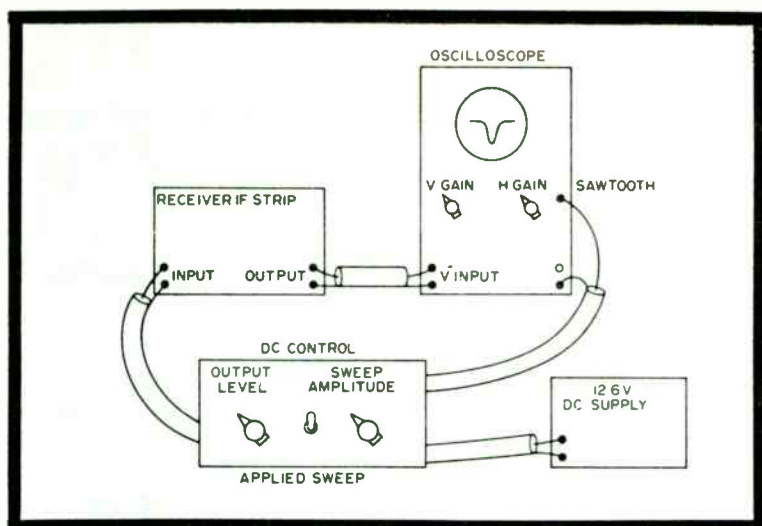 OSCILLOSCOPE
V GAIN
H GAIN
SAWTOOTH
RECEIVER IF STRIP
INPUT
OUTPUT
V INPUT
DC CONTROL
OUTPUT
LEVEL
SWEEP
AMPLITUDE
APPLIED SWEEP
12 6V
DC SUPPLY